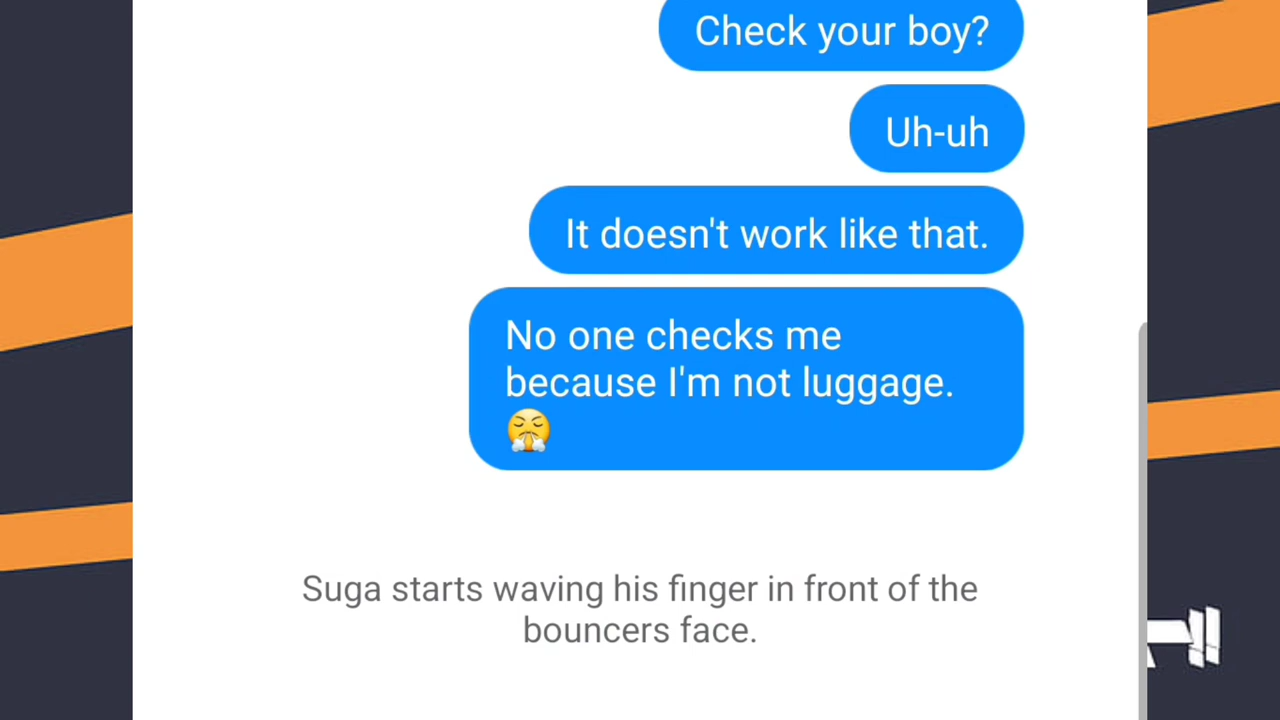 Check your boy?
Uh-uh
It doesn't work like that.
No one checks me
because I'm not luggage.
😤
Suga starts waving his finger in front of the
bouncers face.